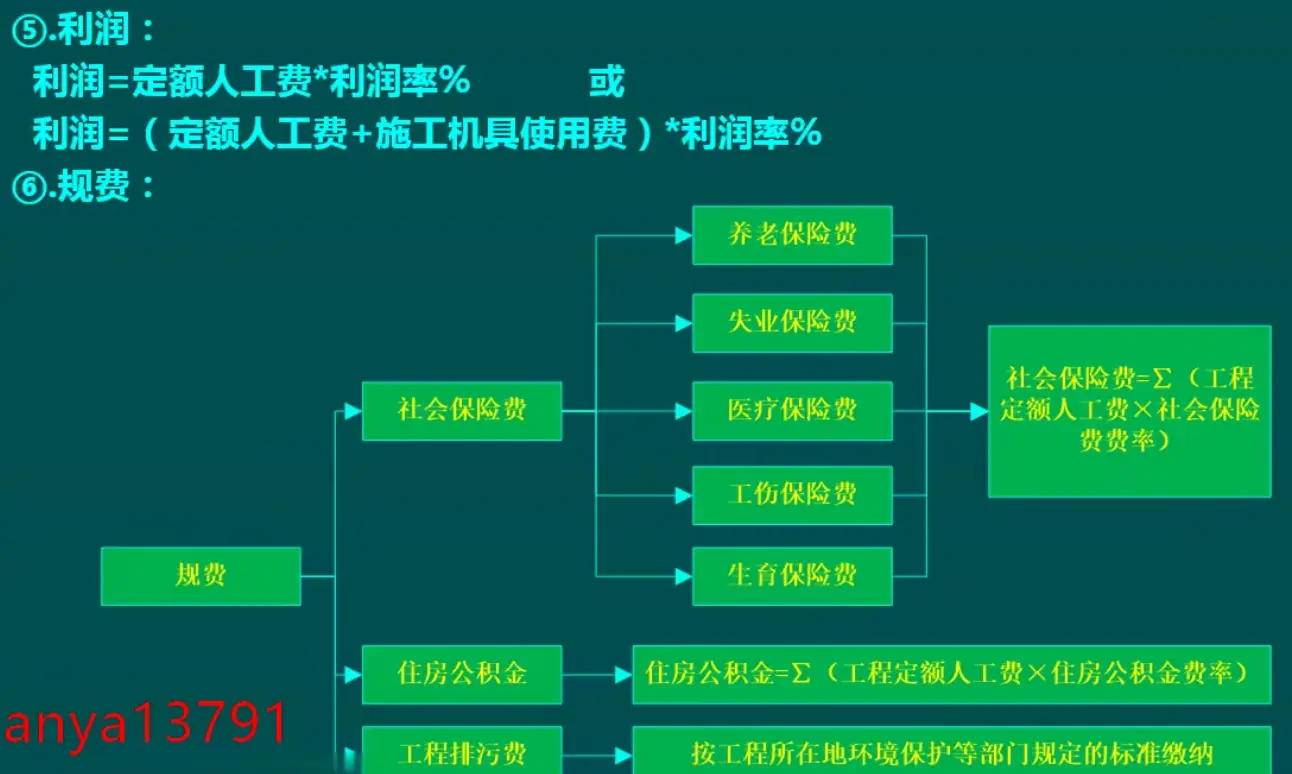 ⑤.利润：
利润=定额人工费*利润率% 或
利润=（定额人工费+施工机具使用费）*利润率%
⑥.规费：
养老保险费
失业保险费
社会保险费=∑（工程
定额人工费×社会保险
费费率）
社会保险费
医疗保险费
工伤保险费
规费
生育保险费
住房公积金
住房公积金=∑（工程定额人工费×住房公积金费率）
anya13791
工程排污费
按工程所在地环境保护等部门规定的标准缴纳